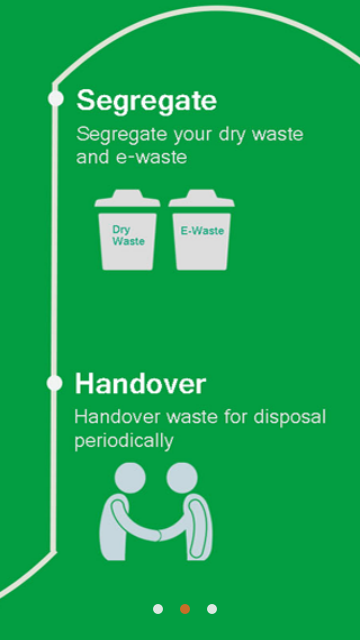 Segregate
Segregate your dry waste
and e-waste
Dry
Waste
E-Waste
Handover
Handover waste for disposal
periodically